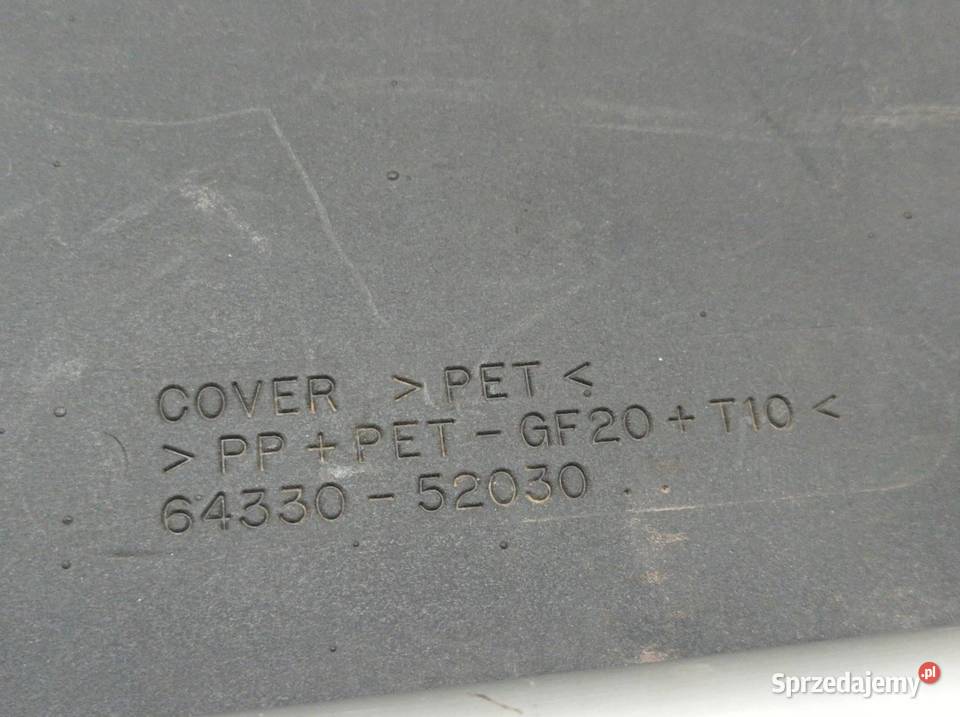 COVER >PET<
>PP+PET-GF20+T10<
64330-52030
Sprzedajemy.pl